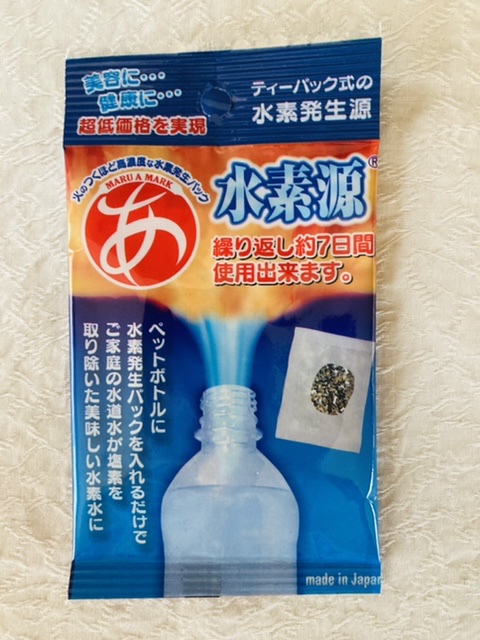 美容に・・・
健康に・・・
超低価格を実現
ティーパック式の
水素発生源
火のつくほど高濃度な水素発生パック
MARU A MARK
あ
水素源®
繰り返し約7日間
使用出来ます。
ペットボトルに
水素発生パックを入れるだけで
ご家庭の水道水が塩素を
取り除いた美味しい水素水に
made in Japan